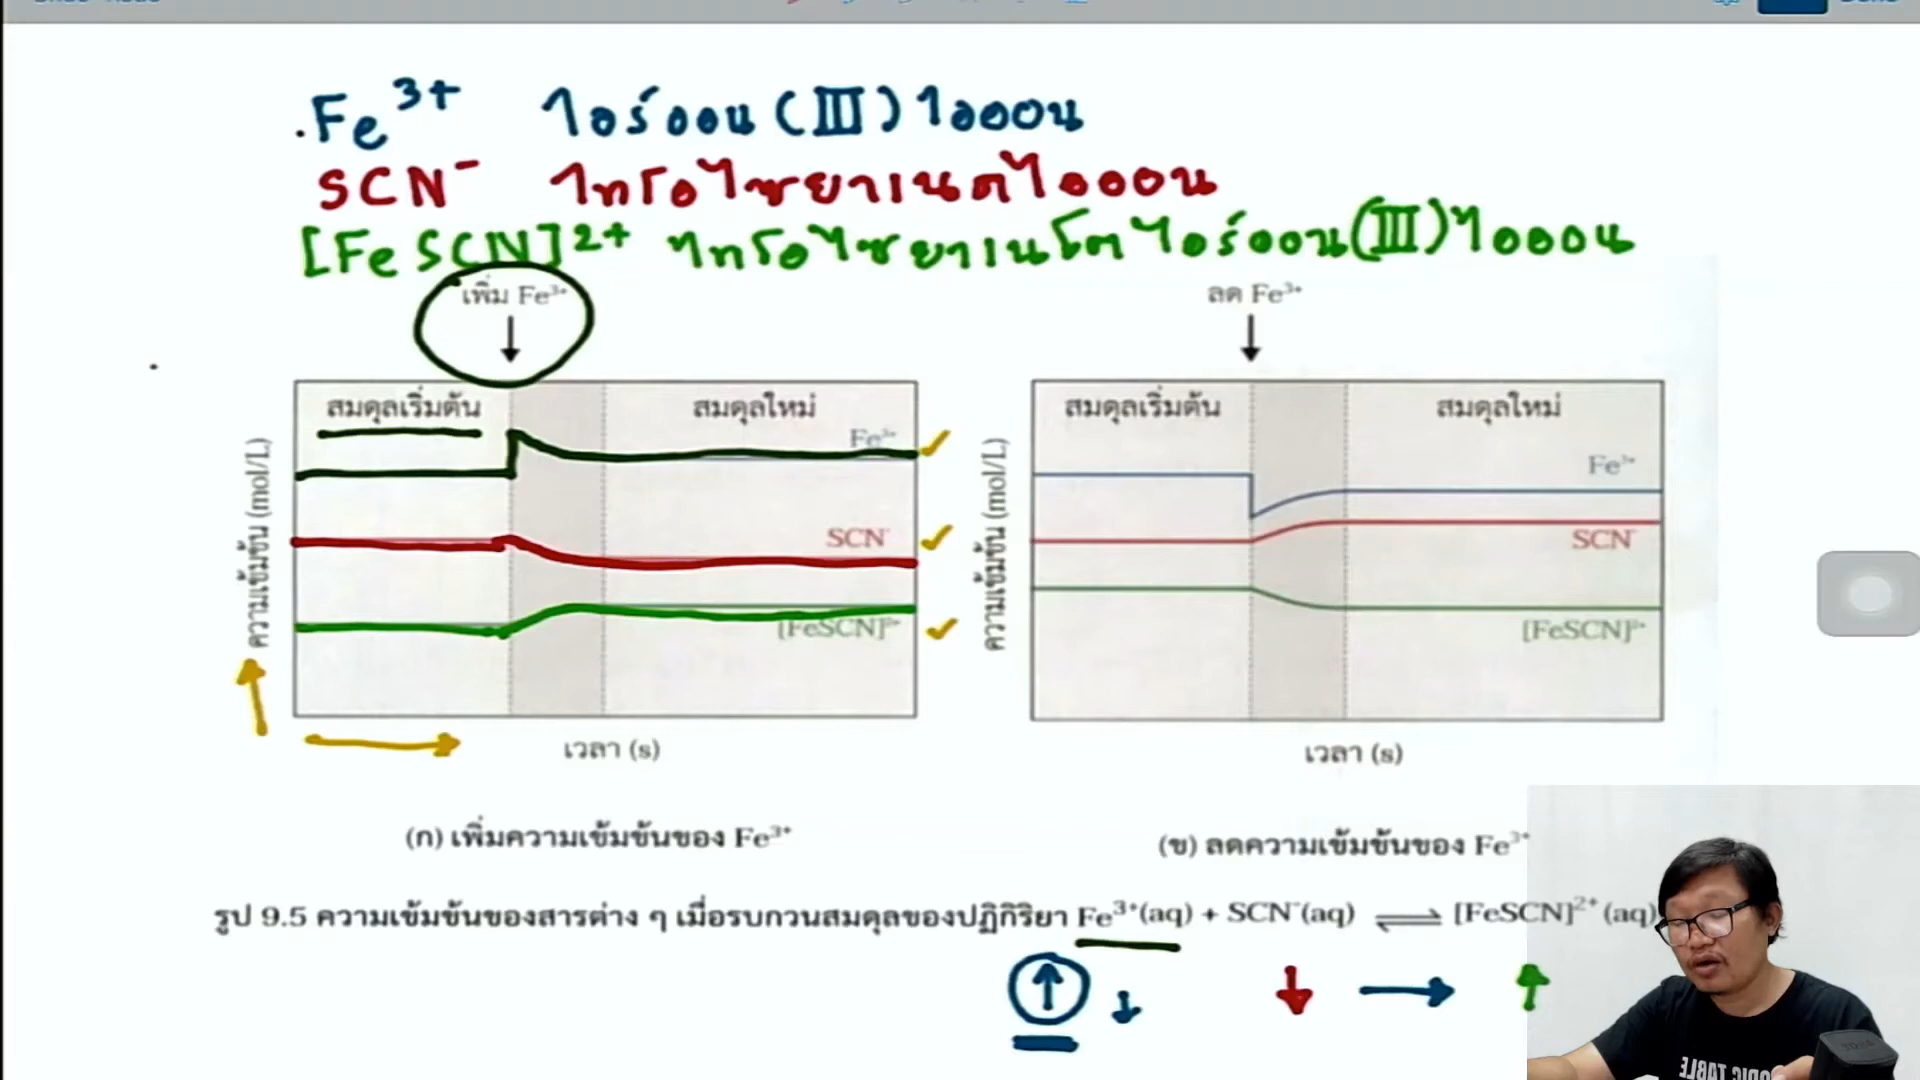 Fe³⁺ ไอร์ออน (III) ไอออน
SCN⁻ ไทโอไซยาเนตไอออน
[FeSCN]²⁺ ไทโอไซยาเนโตไอร์ออน(III)ไอออน
เพิ่ม Fe³⁺
ลด Fe³⁺
สมดุลเริ่มต้น
สมดุลใหม่
สมดุลเริ่มต้น
สมดุลใหม่
ความเข้มข้น (mol/L)
Fe³⁺
SCN⁻
[FeSCN]²⁺
ความเข้มข้น (mol/L)
Fe³⁺
SCN⁻
[FeSCN]²⁺
เวลา (s)
เวลา (s)
(ก) เพิ่มความเข้มข้นของ Fe³⁺
(ข) ลดความเข้มข้นของ Fe³⁺
รูป 9.5 ความเข้มข้นของสารต่าง ๆ เมื่อรบกวนสมดุลของปฏิกิริยา Fe³⁺(aq) + SCN⁻(aq) ⇌ [FeSCN]²⁺ (aq)